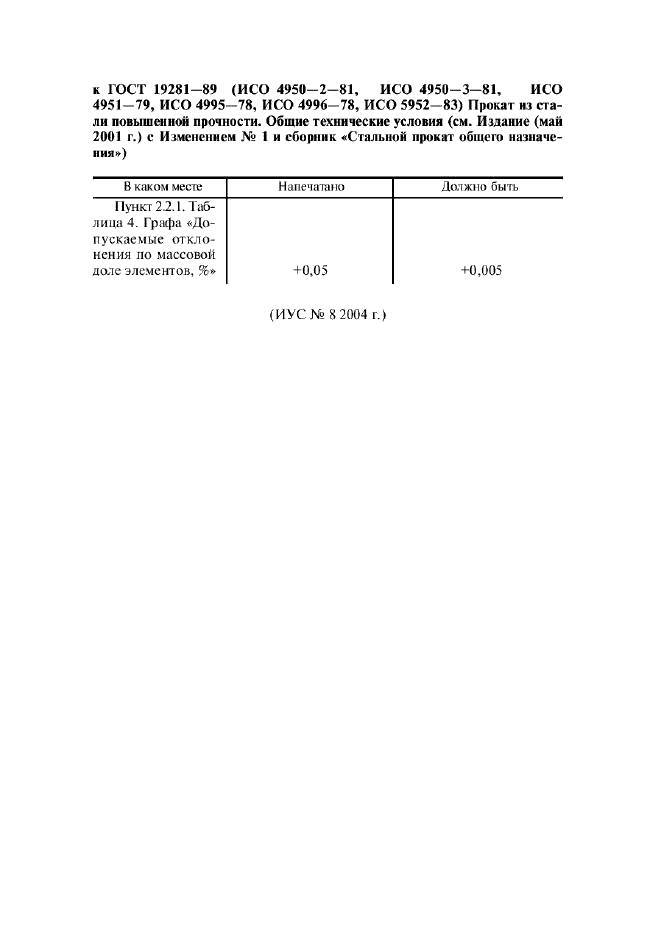 к ГОСТ 19281—89 (ИСО 4950—2—81, ИСО 4950—3—81, ИСО
4951—79, ИСО 4995—78, ИСО 4996—78, ИСО 5952—83) Прокат из ста-
ли повышенной прочности. Общие технические условия (см. Издание (май
2001 г.) с Изменением № 1 и сборник «Стальной прокат общего назначе-
ния»)
В каком месте Напечатано Должно быть
Пункт 2.2.1. Таб-
лица 4. Графа «До-
пускаемые откло-
нения по массовой
доле элементов, %» +0,05 +0,005
(ИУС № 8 2004 г.)